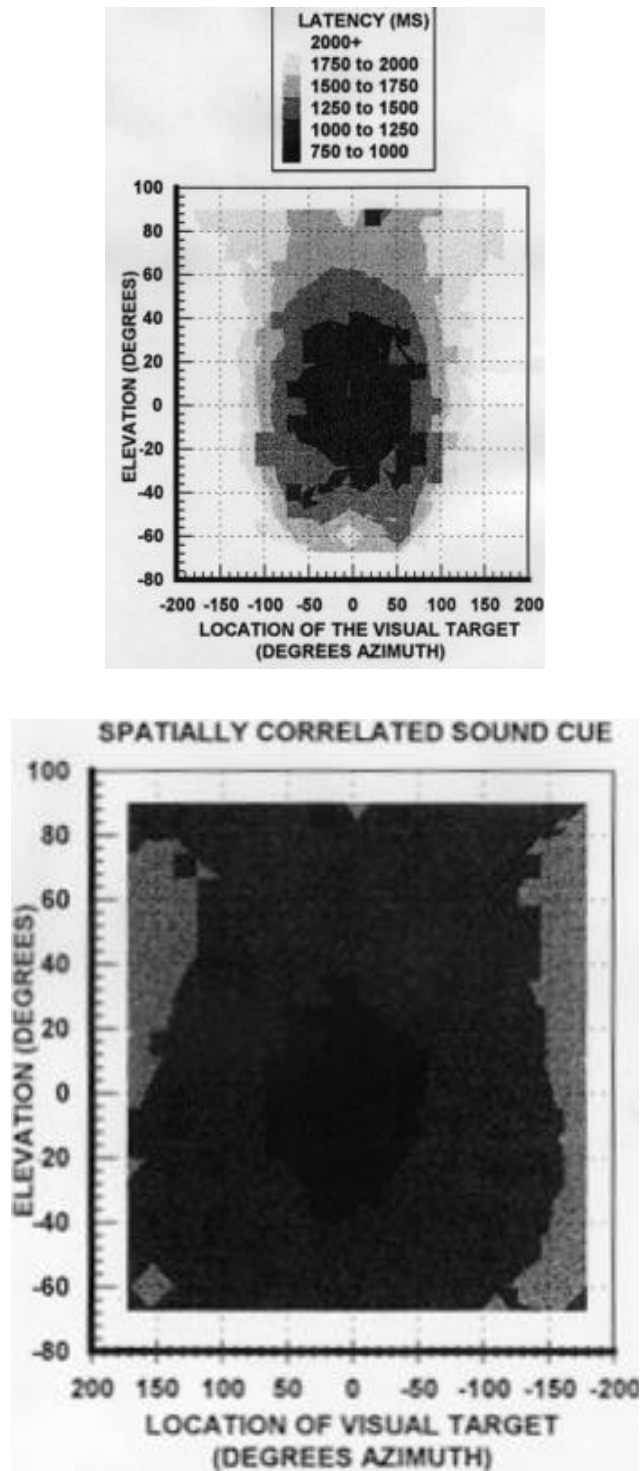 LATENCY (MS)
2000+
1750 to 2000
1500 to 1750
1250 to 1500
1000 to 1250
750 to 1000
100
80
60
40
20
0
-20
-40
-60
-80
ELEVATION (DEGREES)
-200 -150 -100 -50 0 50 100 150 200
LOCATION OF THE VISUAL TARGET
(DEGREES AZIMUTH)
SPATIALLY CORRELATED SOUND CUE
100
80
60
40
20
0
-20
-40
-60
-80
ELEVATION (DEGREES)
200 150 100 50 0 -50 -100 -150 -200
LOCATION OF VISUAL TARGET
(DEGREES AZIMUTH)